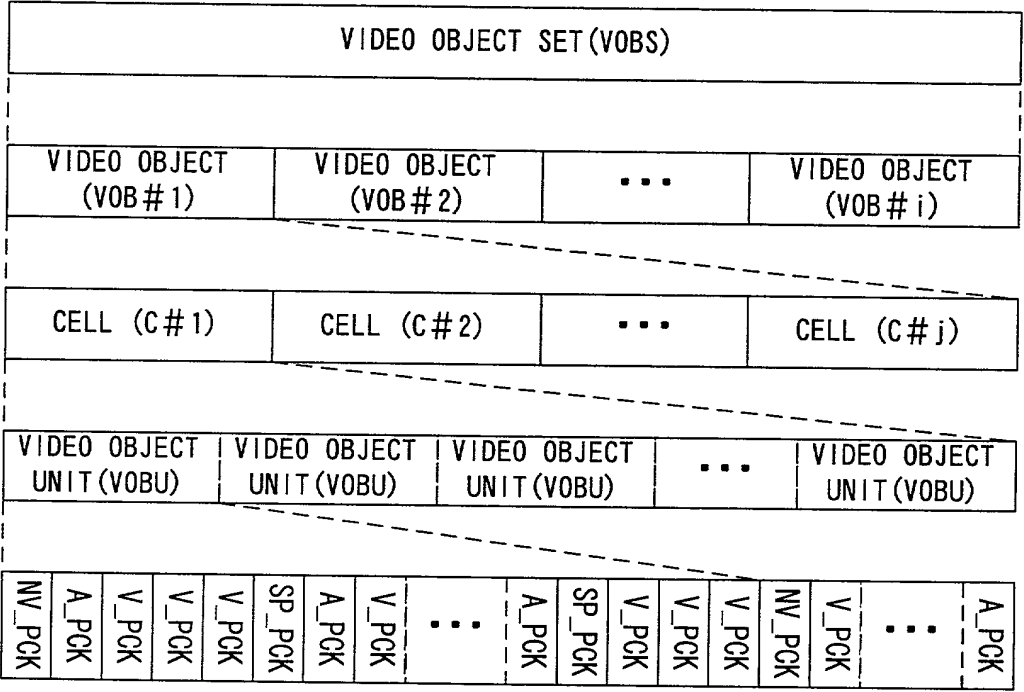 VIDEO OBJECT SET(VOBS)
VIDEO OBJECT
(VOB#1)
VIDEO OBJECT
(VOB#2)
...
VIDEO OBJECT
(VOB#i)
CELL (C#1)
CELL (C#2)
...
CELL (C#j)
VIDEO OBJECT
UNIT(VOBU)
VIDEO OBJECT
UNIT(VOBU)
VIDEO OBJECT
UNIT(VOBU)
...
VIDEO OBJECT
UNIT(VOBU)
NV_PCK
A_PCK
V_PCK
V_PCK
V_PCK
SP_PCK
A_PCK
V_PCK
...
A_PCK
SP_PCK
V_PCK
V_PCK
V_PCK
NV_PCK
V_PCK
...
A_PCK